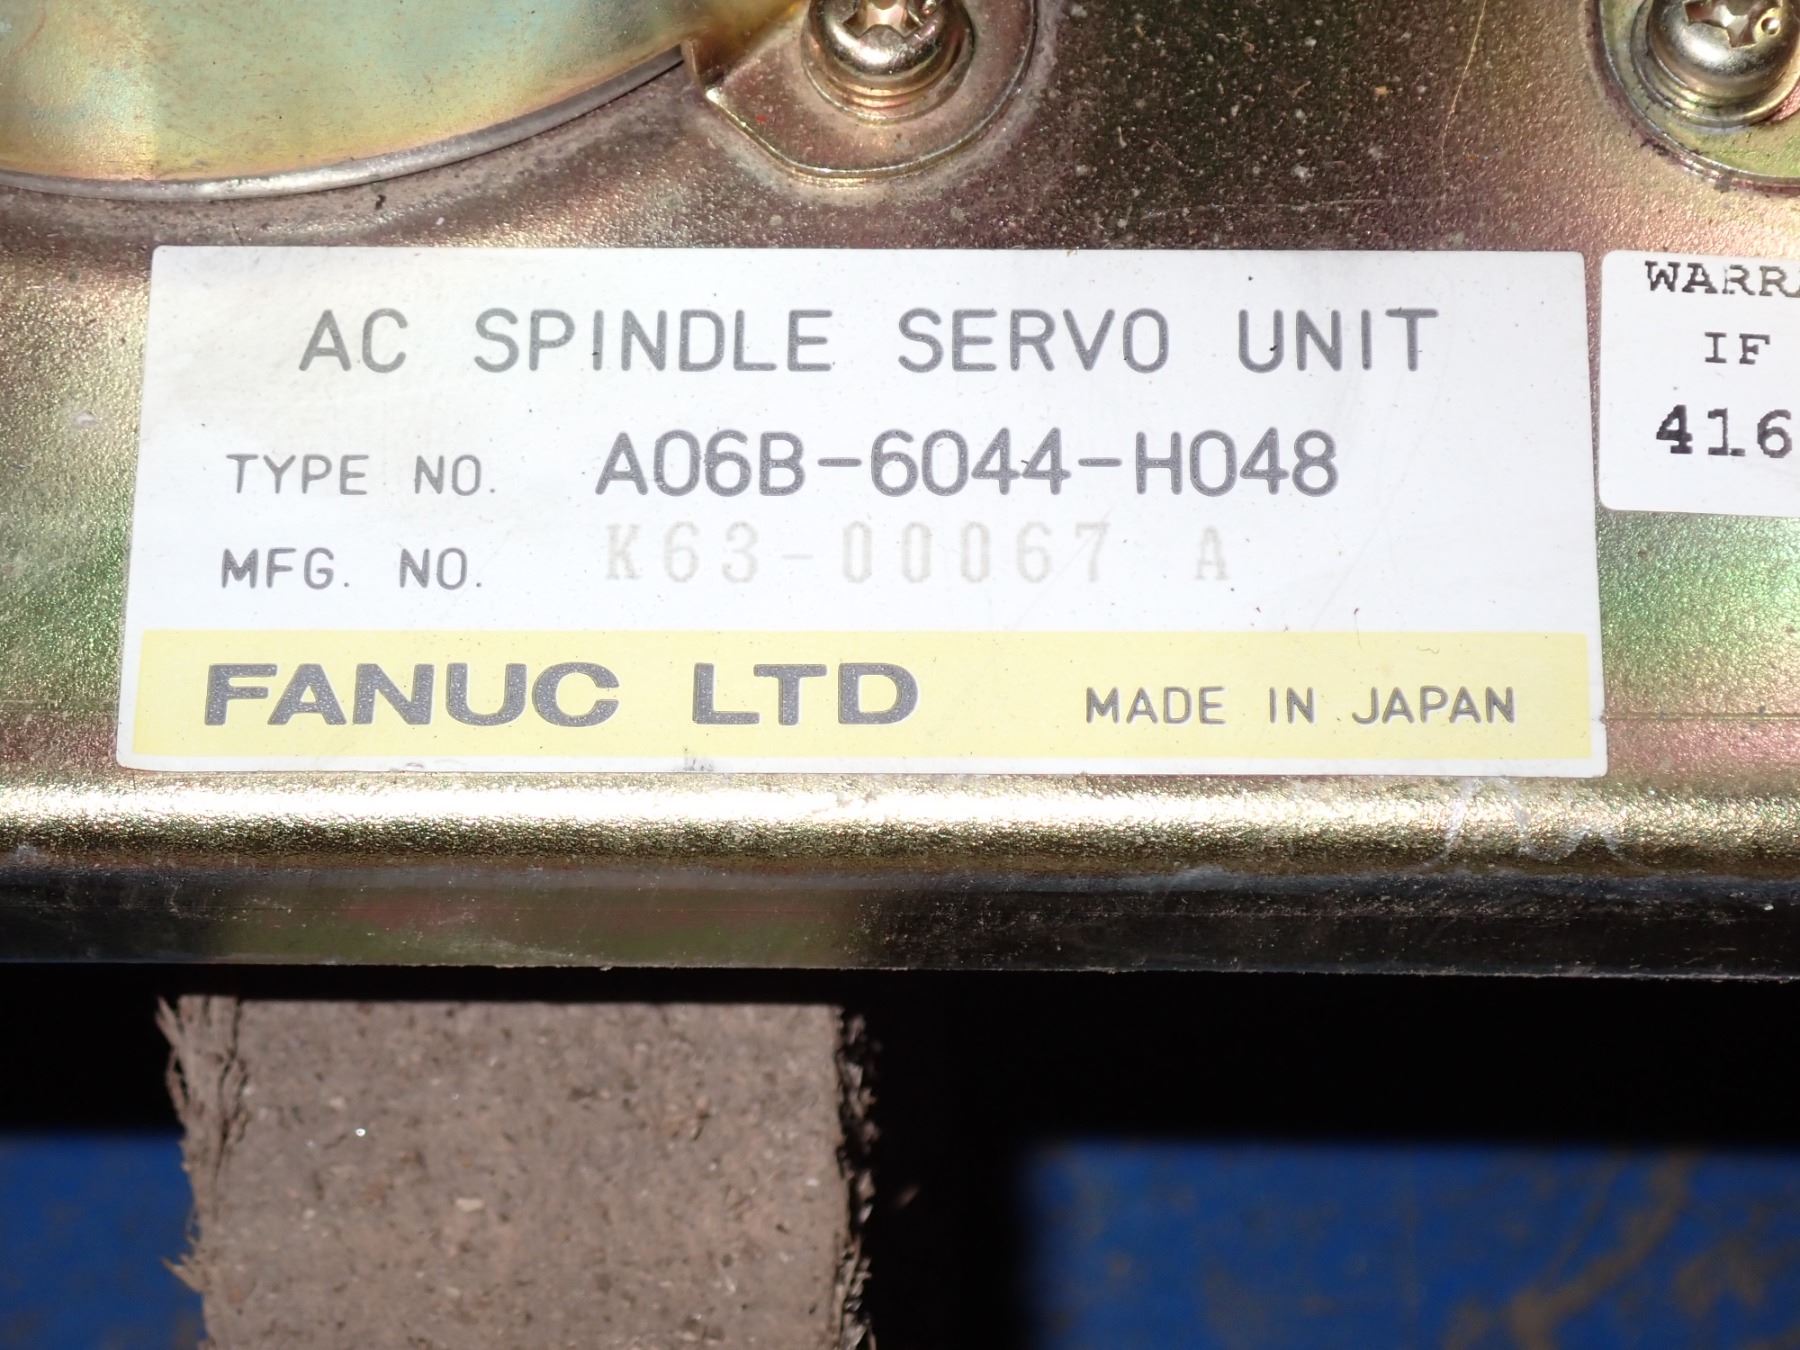 AC SPINDLE SERVO UNIT
TYPE NO. A06B-6044-H048
MFG. NO. K63-00067 A
FANUC LTD MADE IN JAPAN
IF
416